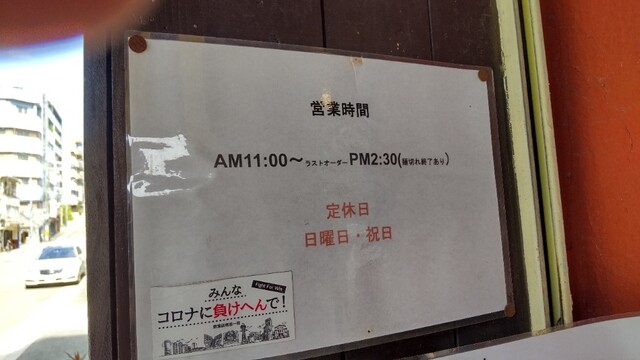 営業時間
AM11:00～ラストオーダーPM2:30(麺切れ終了あり)
定休日
日曜日・祝日
みんな
Fight For Win
コロナに負けへんで!